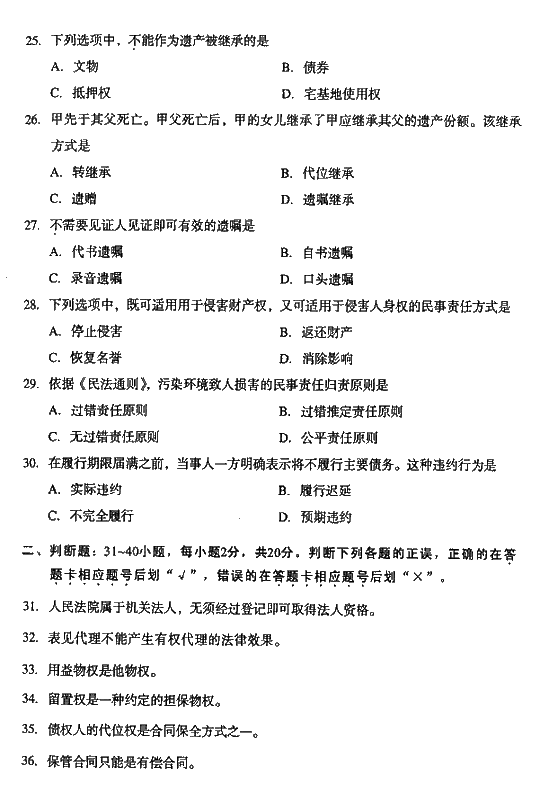 25. 下列选项中，不能作为遗产被继承的是
A. 文物 B. 债券
C. 抵押权 D. 宅基地使用权
26. 甲先于其父死亡。甲父死亡后，甲的女儿继承了甲应继承其父的遗产份额。该继承
方式是
A. 转继承 B. 代位继承
C. 遗赠 D. 遗嘱继承
27. 不需要见证人见证即可有效的遗嘱是
A. 代书遗嘱 B. 自书遗嘱
C. 录音遗嘱 D. 口头遗嘱
28. 下列选项中，既可适用用于侵害财产权，又可适用于侵害人身权的民事责任方式是
A. 停止侵害 B. 返还财产
C. 恢复名誉 D. 消除影响
29. 依据《民法通则》，污染环境致人损害的民事责任归责原则是
A. 过错责任原则 B. 过错推定责任原则
C. 无过错责任原则 D. 公平责任原则
30. 在履行期限届满之前，当事人一方明确表示将不履行主要债务。这种违约行为是
A. 实际违约 B. 履行迟延
C. 不完全履行 D. 预期违约
二、判断题：31~40小题，每小题2分，共20分。判断下列各题的正误，正确的在答
题卡相应题号后划“√”，错误的在答题卡相应题号后划“×”。
31. 人民法院属于机关法人，无须经过登记即可取得法人资格。
32. 表见代理不能产生有权代理的法律效果。
33. 用益物权是他物权。
34. 留置权是一种约定的担保物权。
35. 债权人的代位权是合同保全方式之一。
36. 保管合同只能是有偿合同。